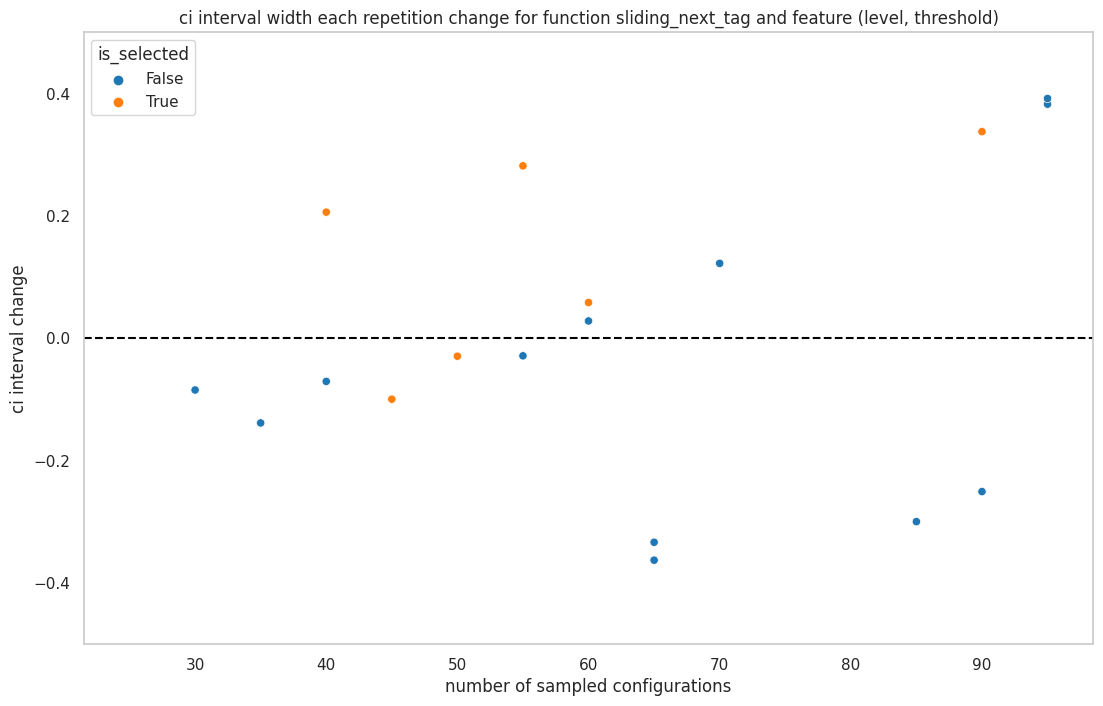 ci interval width each repetition change for function sliding_next_tag and feature (level, threshold)
is_selected
False
True
0.4
0.2
0.0
−0.2
−0.4
ci interval change
30 40 50 60 70 80 90
number of sampled configurations